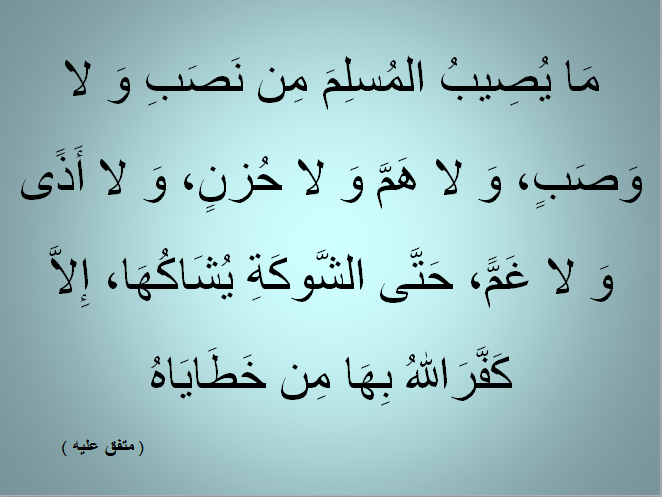 مَا يُصِيبُ المُسلِمَ مِن نَصَبِ وَ لا
وَصَبٍ، وَ لا هَمَّ وَ لا حُزنٍ، وَ لا أَذًى
وَ لا غَمًّ، حَتَّى الشَّوكَةِ يُشَاكُهَا، إِلاَّ
كَفَّرَ اللهُ بِهَا مِن خَطَايَاهُ
( متفق عليه )